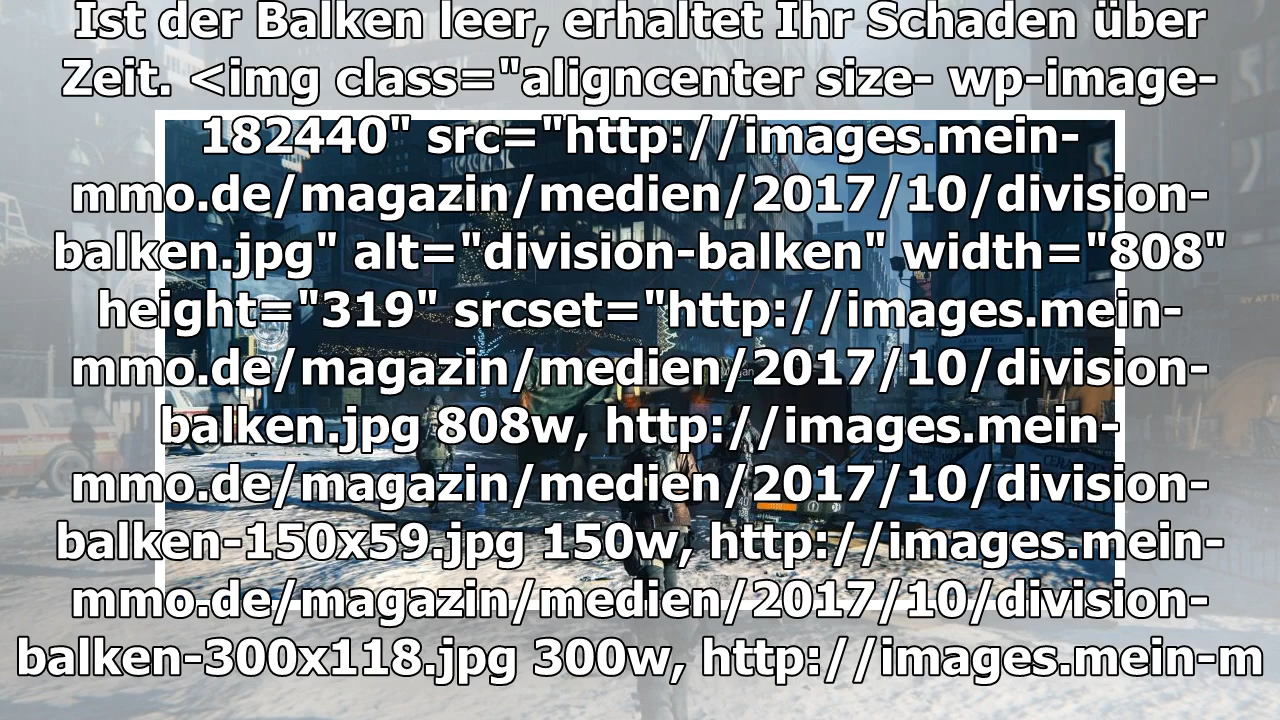 Ist der Balken leer, erhaltet Ihr Schaden über
Zeit. <img class="aligncenter size- wp-image-
182440" src="http://images.mein-
mmo.de/magazin/medien/2017/10/division-
balken.jpg" alt="division-balken" width="808"
height="319" srcset="http://images.mein-
mmo.de/magazin/medien/2017/10/division-
balken.jpg 808w, http://images.mein-
mmo.de/magazin/medien/2017/10/division-
balken-150x59.jpg 150w, http://images.mein-
mmo.de/magazin/medien/2017/10/division-
balken-300x118.jpg 300w, http://images.mein-m